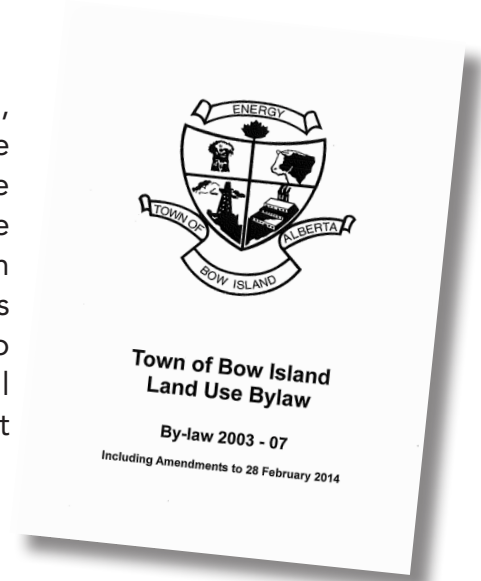 ENERGY
TOWN OF
ALBERTA
BOW ISLAND
Town of Bow Island
Land Use Bylaw
By-law 2003 - 07
Including Amendments to 28 February 2014